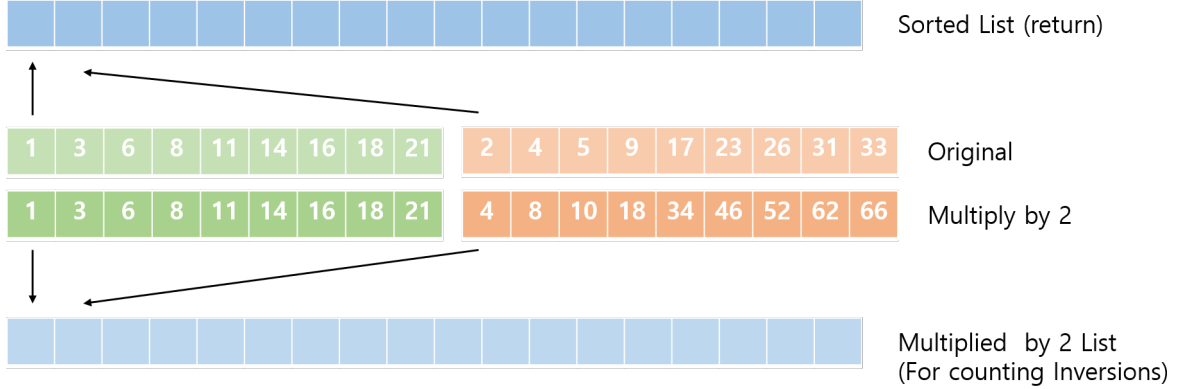 Sorted List (return)
1 3 6 8 11 14 16 18 21 2 4 5 9 17 23 26 31 33 Original
1 3 6 8 11 14 16 18 21 4 8 10 18 34 46 52 62 66 Multiply by 2
Multiplied by 2 List
(For counting Inversions)